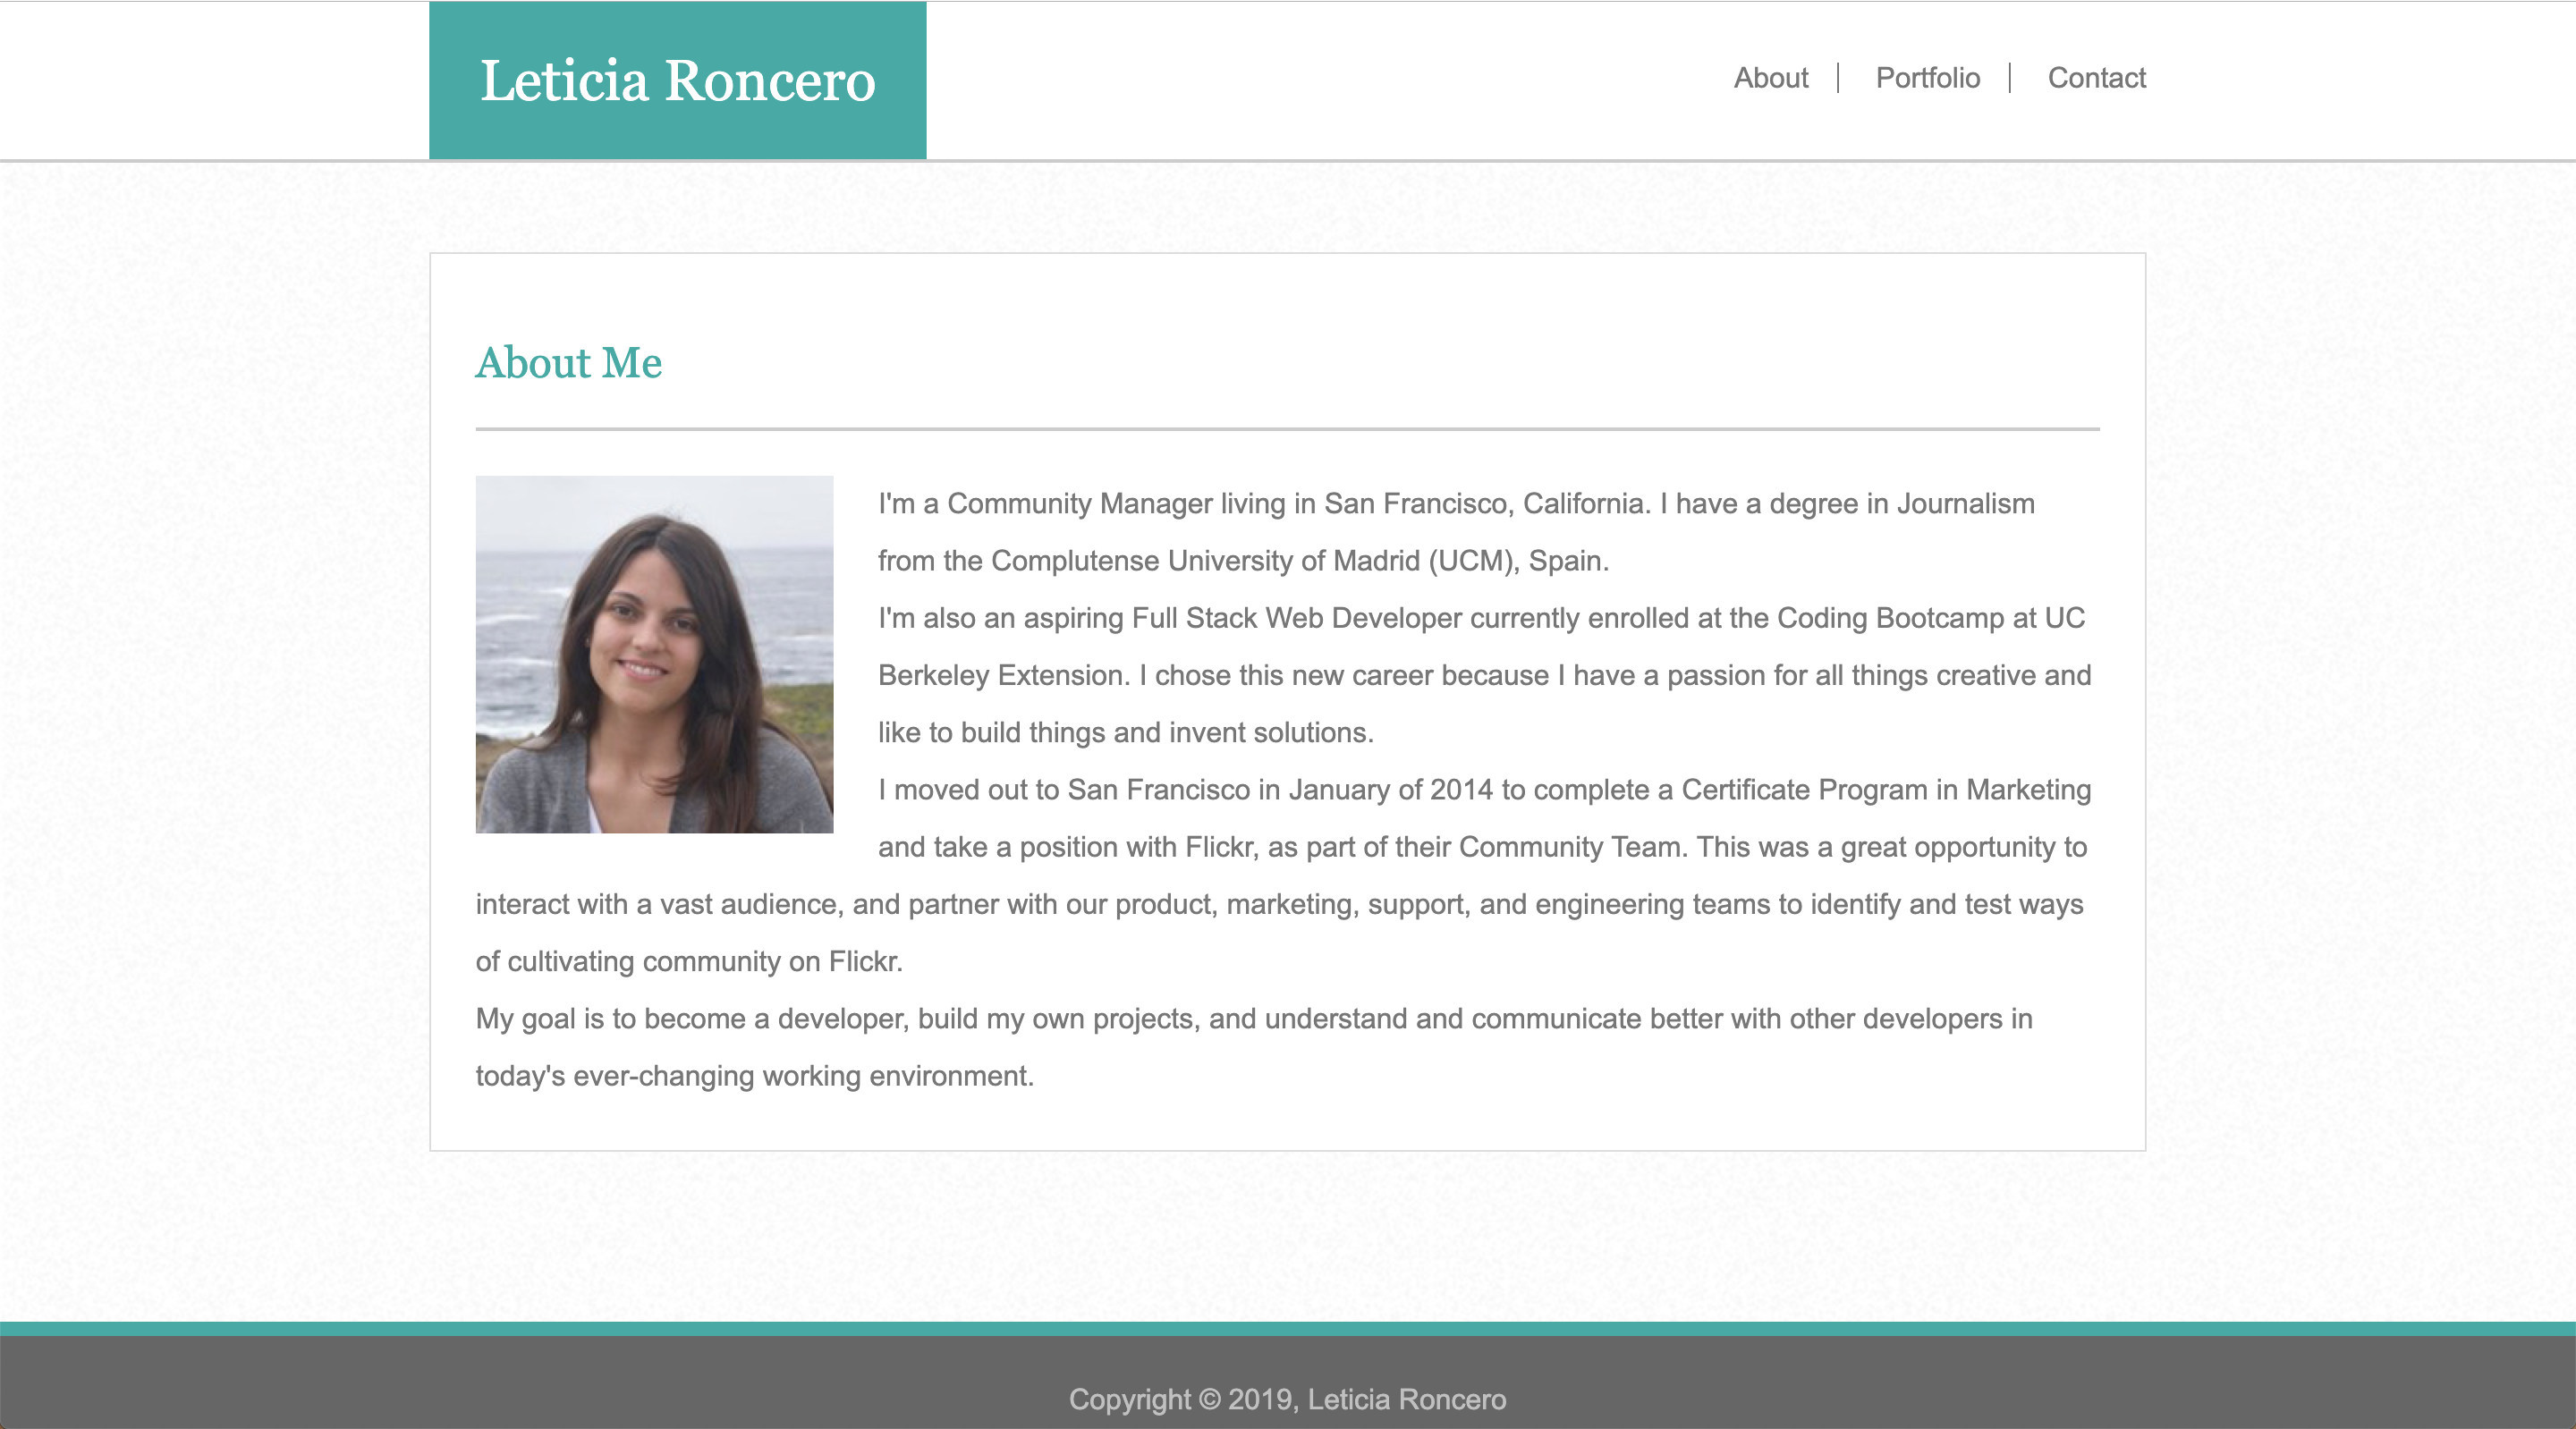 Leticia Roncero
About
Portfolio
Contact
About Me
I'm a Community Manager living in San Francisco, California. I have a degree in Journalism
from the Complutense University of Madrid (UCM), Spain.
I'm also an aspiring Full Stack Web Developer currently enrolled at the Coding Bootcamp at UC
Berkeley Extension. I chose this new career because I have a passion for all things creative and
like to build things and invent solutions.
I moved out to San Francisco in January of 2014 to complete a Certificate Program in Marketing
and take a position with Flickr, as part of their Community Team. This was a great opportunity to
interact with a vast audience, and partner with our product, marketing, support, and engineering teams to identify and test ways
of cultivating community on Flickr.
My goal is to become a developer, build my own projects, and understand and communicate better with other developers in
today's ever-changing working environment.
Copyright © 2019, Leticia Roncero